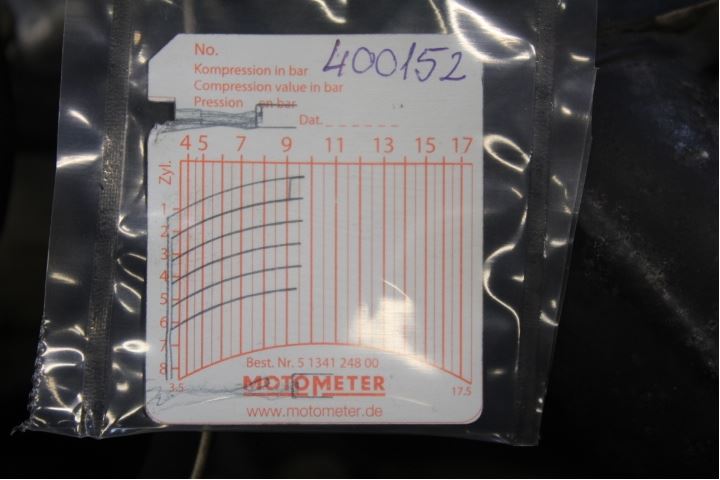 No. 400152
Kompression in bar
Compression value in bar
Pression en bar
Dat.
4 5 7 9 11 13 15 17
Zyl.
1
2
3
4
5
6
7
8
3.5 17.5
Best. Nr. 5 1341 248 00
MOTOMETER
www.motometer.de